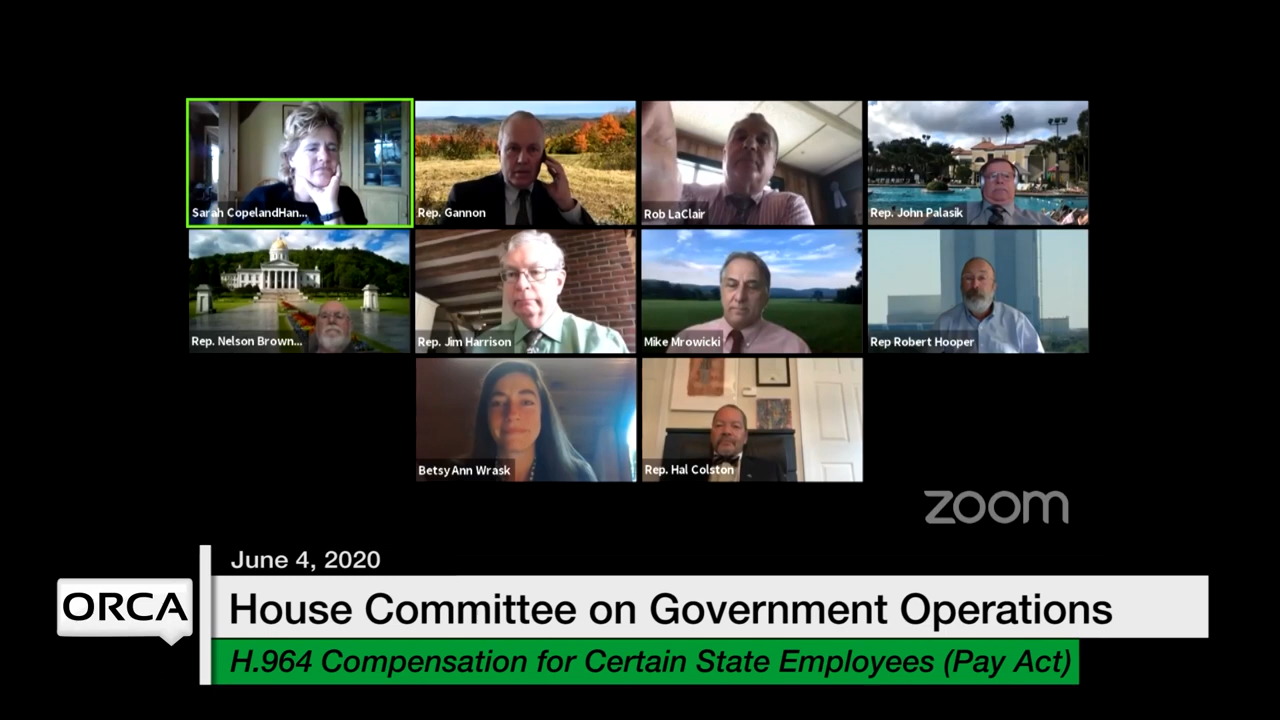 Sarah CopelandHan...
Rep. Gannon
Rob LaClair
Rep. John Palasik
Rep. Nelson Brown...
Rep. Jim Harrison
Mike Mrowicki
Rep Robert Hooper
Betsy Ann Wrask
Rep. Hal Colston
zoom
June 4, 2020
ORCA
House Committee on Government Operations
H.964 Compensation for Certain State Employees (Pay Act)